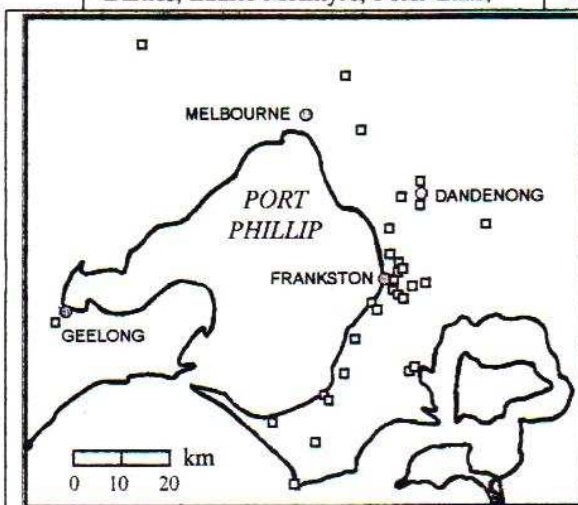 MELBOURNE
PORT
PHILLIP
DANDENONG
FRANKSTON
GEELONG
km
0 10 20